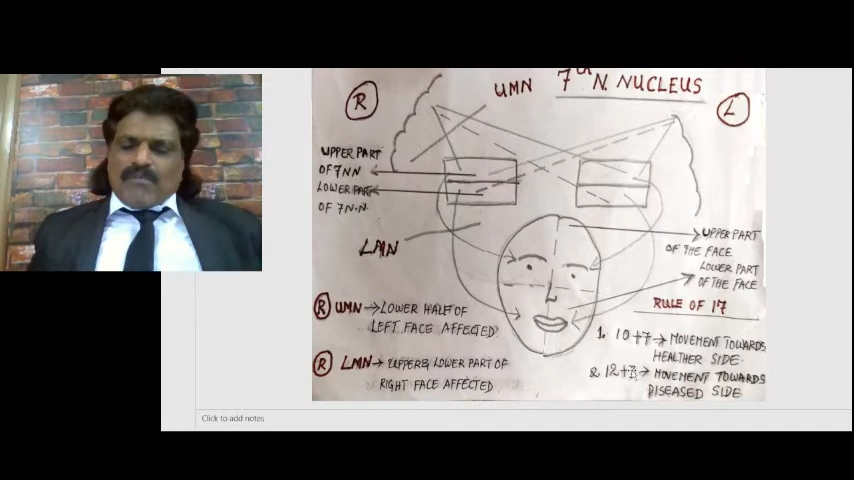 UMN 7th N. NUCLEUS
R
L
UPPER PART
OF 7NN
LOWER PART
OF 7N.N.
LMN
UPPER PART
OF THE FACE
LOWER PART
OF THE FACE
R UMN → LOWER HALF OF
LEFT FACE AFFECTED
R LMN → UPPER & LOWER PART OF
RIGHT FACE AFFECTED
RULE OF 17
1. 10+7 → MOVEMENT TOWARDS
HEALTHER SIDE.
2. 12+7 → MOVEMENT TOWARDS
DISEASED SIDE
Click to add notes